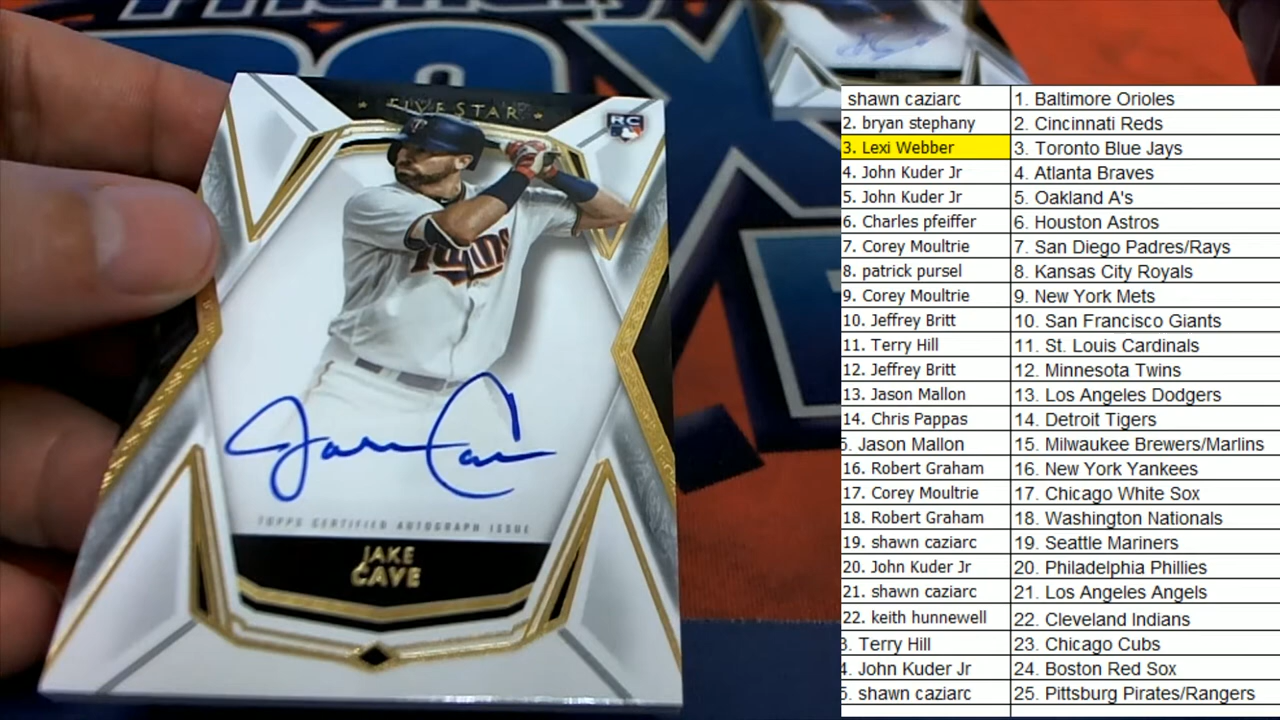 ★ FIVE STAR ★
RC
TWINS
Jake Cave
TOPPS CERTIFIED AUTOGRAPH ISSUE
JAKE
CAVE
shawn caziarc 1. Baltimore Orioles
2. bryan stephany 2. Cincinnati Reds
3. Lexi Webber 3. Toronto Blue Jays
4. John Kuder Jr 4. Atlanta Braves
5. John Kuder Jr 5. Oakland A's
6. Charles pfeiffer 6. Houston Astros
7. Corey Moultrie 7. San Diego Padres/Rays
8. patrick pursel 8. Kansas City Royals
9. Corey Moultrie 9. New York Mets
10. Jeffrey Britt 10. San Francisco Giants
11. Terry Hill 11. St. Louis Cardinals
12. Jeffrey Britt 12. Minnesota Twins
13. Jason Mallon 13. Los Angeles Dodgers
14. Chris Pappas 14. Detroit Tigers
5. Jason Mallon 15. Milwaukee Brewers/Marlins
16. Robert Graham 16. New York Yankees
17. Corey Moultrie 17. Chicago White Sox
18. Robert Graham 18. Washington Nationals
19. shawn caziarc 19. Seattle Mariners
20. John Kuder Jr 20. Philadelphia Phillies
21. shawn caziarc 21. Los Angeles Angels
22. keith hunnewell 22. Cleveland Indians
3. Terry Hill 23. Chicago Cubs
4. John Kuder Jr 24. Boston Red Sox
5. shawn caziarc 25. Pittsburg Pirates/Rangers